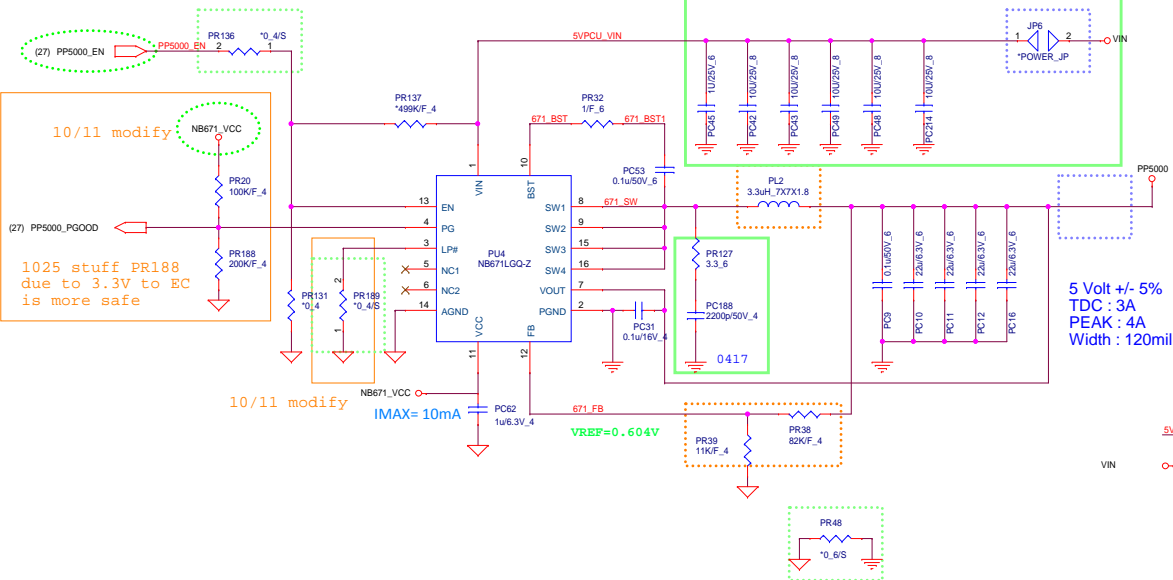 (27) PP5000_EN
PP5000_EN
PR136
*0_4/S
2
1
5VPCU_VIN
JP6
1
2
*POWER_JP
VIN
1U/25V_6
10U/25V_8
10U/25V_8
10U/25V_8
10U/25V_8
10U/25V_8
PC45
PC42
PC43
PC49
PC48
PC214
10/11 modify
NB671_VCC
PR20
100K/F_4
(27) PP5000_PGOOD
PR188
200K/F_4
1025 stuff PR188
due to 3.3V to EC
is more safe
PR137
*499K/F_4
671_BST
PR32
1/F_6
671_BST1
PC53
0.1u/50V_6
PL2
3.3uH_7X7X1.8
671_SW
PP5000
1
VIN
10
BST
13
EN
4
PG
3
LP#
5
NC1
6
NC2
14
AGND
PU4
NB671LGQ-Z
SW1
8
SW2
9
SW3
15
SW4
16
VOUT
7
PGND
2
VCC
11
FB
12
PR131
*0_4
2
PR189
*0_4/S
1
10/11 modify
PC31
0.1u/16V_4
PR127
3.3_6
PC188
2200p/50V_4
0417
0.1u/50V_6
22u/6.3V_6
22u/6.3V_6
22u/6.3V_6
22u/6.3V_6
PC9
PC10
PC11
PC12
PC16
5 Volt +/- 5%
TDC : 3A
PEAK : 4A
Width : 120mil
NB671_VCC
IMAX= 10mA
PC62
1u/6.3V_4
671_FB
VREF=0.604V
PR39
11K/F_4
PR38
82K/F_4
5V
VIN
PR48
*0_6/S